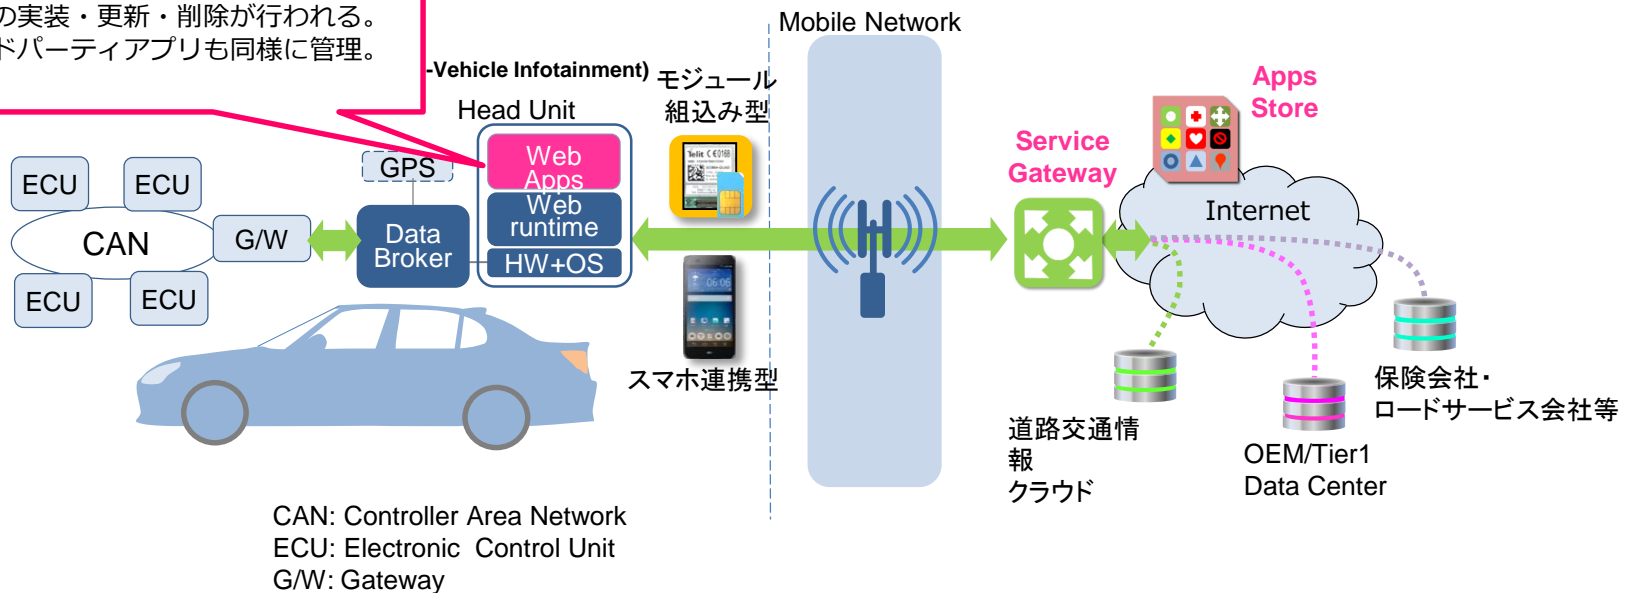 の実装・更新・削除が行われる。
ドパーティアプリも同様に管理。
-Vehicle Infotainment)
Head Unit
モジュール
組込み型
Mobile Network
Apps
Store
Service
Gateway
Internet
ECU
ECU
GPS
Web
Apps
Web
runtime
HW+OS
CAN
G/W
Data
Broker
ECU
ECU
Telit
06:06
スマホ連携型
道路交通情
報
クラウド
OEM/Tier1
Data Center
保険会社・
ロードサービス会社等
CAN: Controller Area Network
ECU: Electronic Control Unit
G/W: Gateway